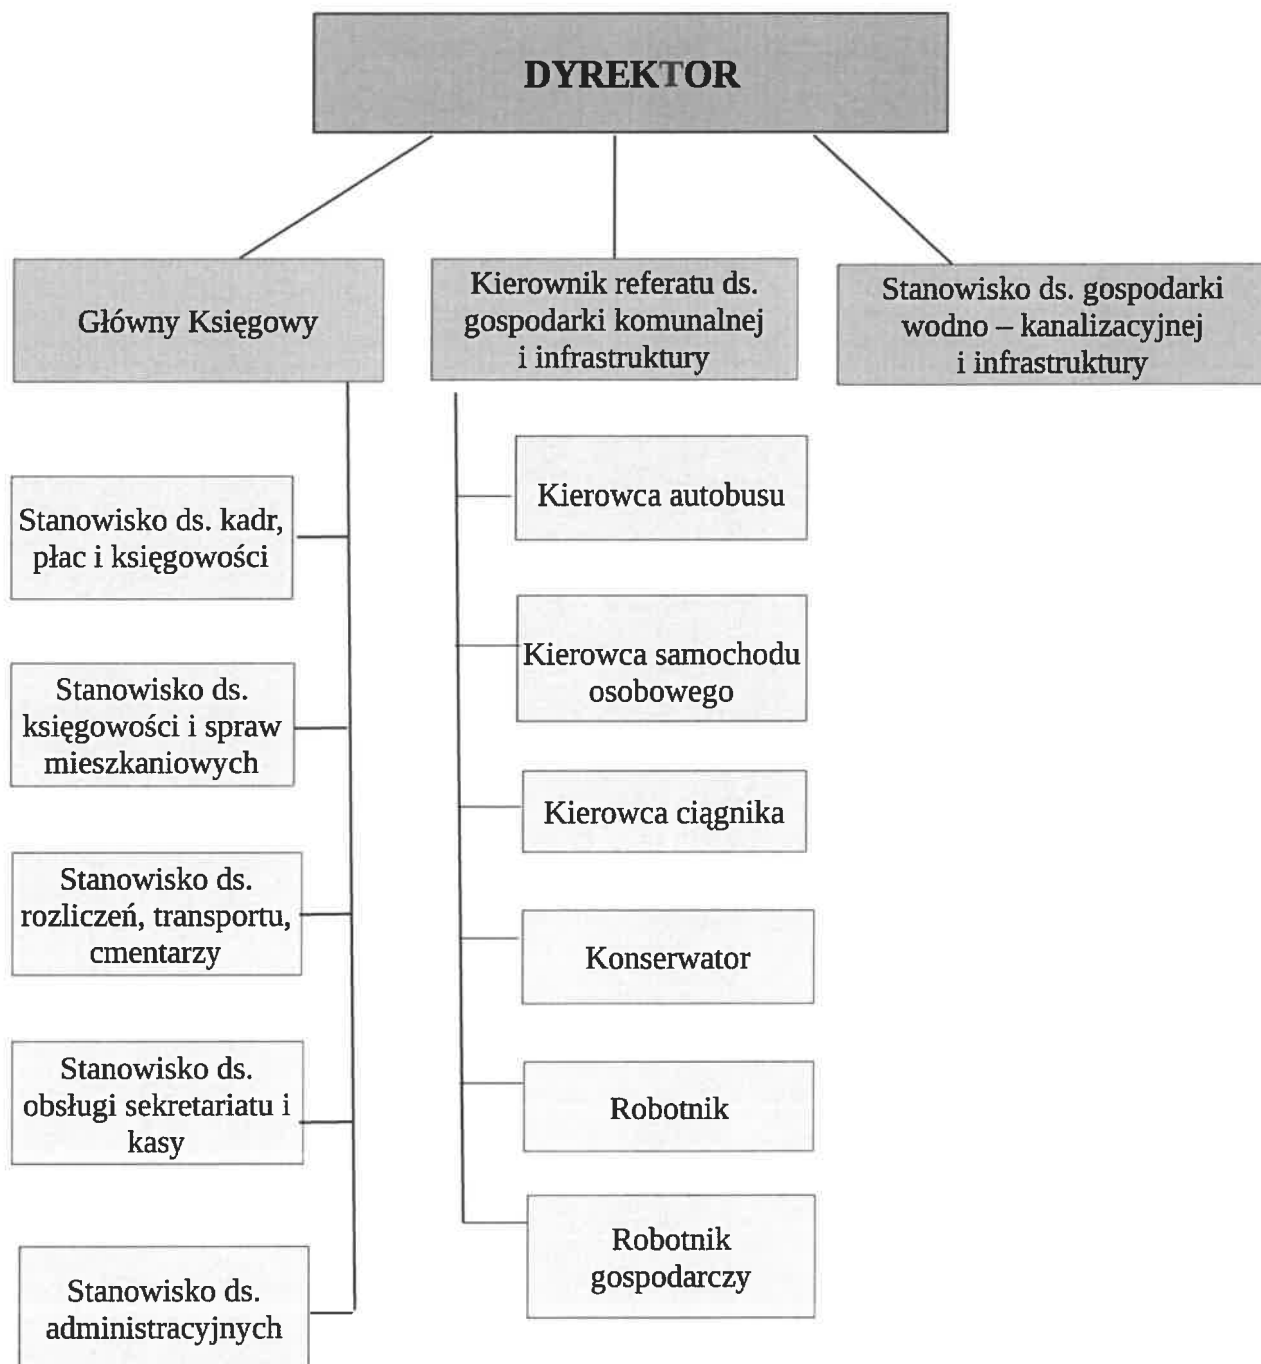 DYREKTOR
Główny Księgowy
Kierownik referatu ds.
gospodarki komunalnej
i infrastruktury
Stanowisko ds. gospodarki
wodno – kanalizacyjnej
i infrastruktury
Stanowisko ds. kadr,
płac i księgowości
Stanowisko ds.
księgowości i spraw
mieszkaniowych
Stanowisko ds.
rozliczeń, transportu,
cmentarzy
Stanowisko ds.
obsługi sekretariatu i
kasy
Stanowisko ds.
administracyjnych
Kierowca autobusu
Kierowca samochodu
osobowego
Kierowca ciągnika
Konserwator
Robotnik
Robotnik
gospodarczy